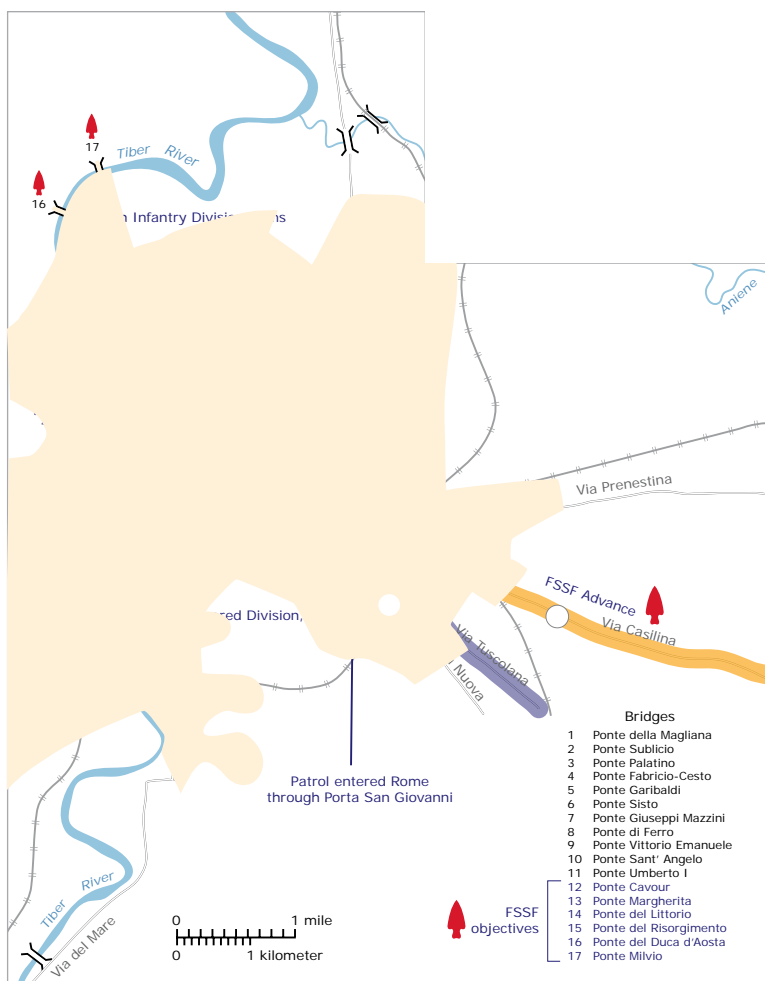 17
Tiber River
16
Infantry Division
Aniene
Via Prenestina
FSSF Advance
Via Casilina
Division,
Via Tuscolana
Nuova
Patrol entered Rome
through Porta San Giovanni
Tiber River
Via del Mare
0 1 mile
0 1 kilometer
Bridges
1 Ponte della Magliana
2 Ponte Sublicio
3 Ponte Palatino
4 Ponte Fabricio-Cesto
5 Ponte Garibaldi
6 Ponte Sisto
7 Ponte Giuseppi Mazzini
8 Ponte di Ferro
9 Ponte Vittorio Emanuele
10 Ponte Sant' Angelo
11 Ponte Umberto I
12 Ponte Cavour
13 Ponte Margherita
14 Ponte del Littorio
15 Ponte del Risorgimento
16 Ponte del Duca d'Aosta
17 Ponte Milvio
FSSF
objectives